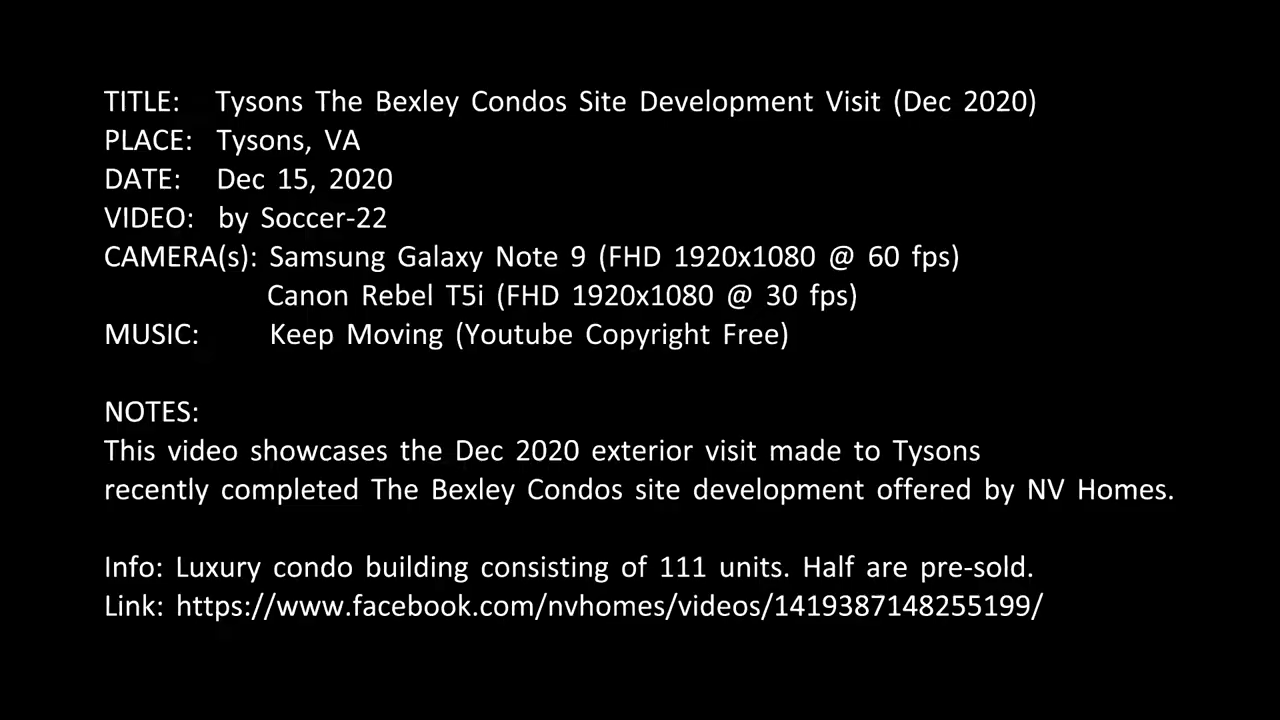 TITLE: Tysons The Bexley Condos Site Development Visit (Dec 2020)
PLACE: Tysons, VA
DATE: Dec 15, 2020
VIDEO: by Soccer-22
CAMERA(s): Samsung Galaxy Note 9 (FHD 1920x1080 @ 60 fps)
Canon Rebel T5i (FHD 1920x1080 @ 30 fps)
MUSIC: Keep Moving (Youtube Copyright Free)
NOTES:
This video showcases the Dec 2020 exterior visit made to Tysons
recently completed The Bexley Condos site development offered by NV Homes.
Info: Luxury condo building consisting of 111 units. Half are pre-sold.
Link: https://www.facebook.com/nvhomes/videos/1419387148255199/